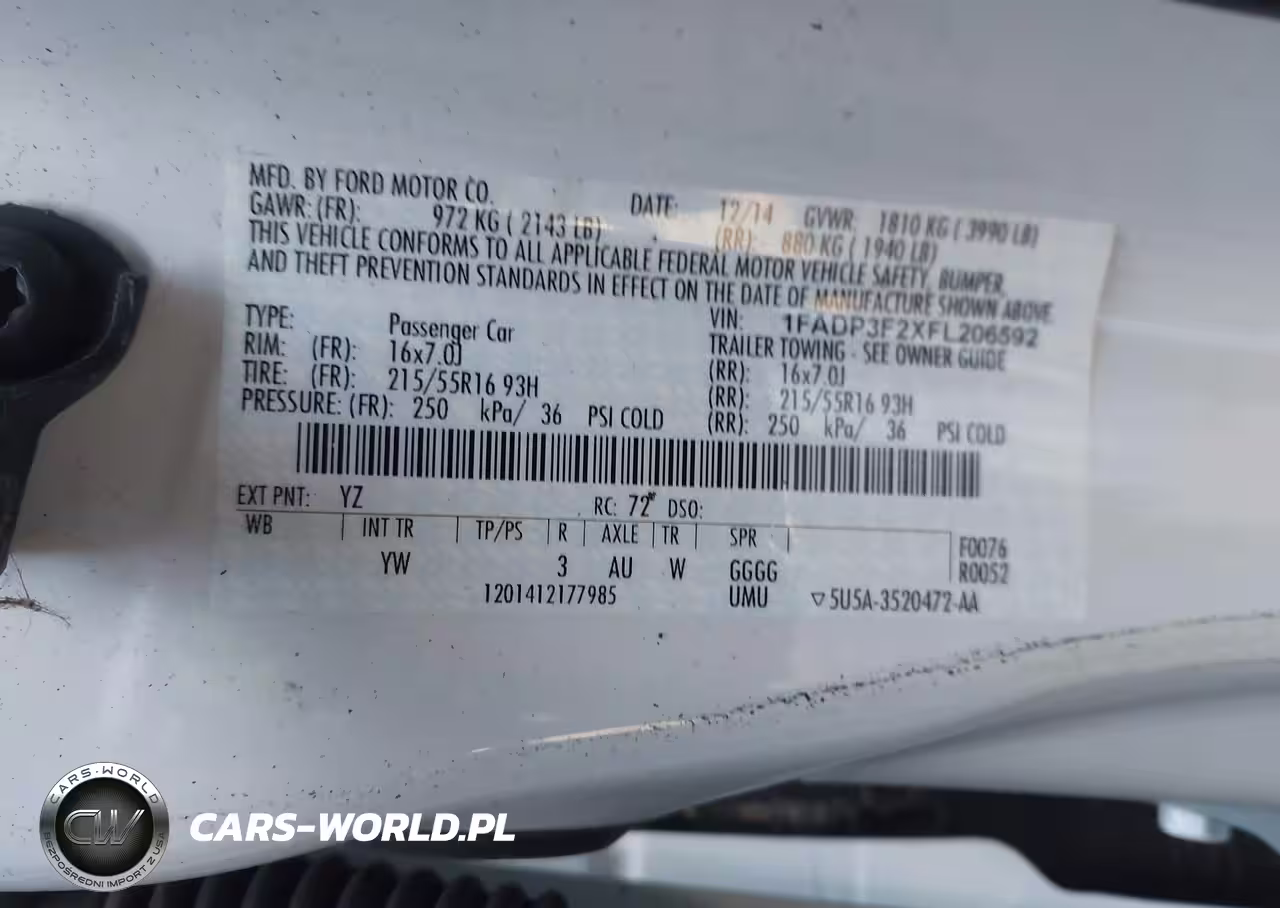 MFD. BY FORD MOTOR CO. DATE: 12/14 GVWR: 1810 KG ( 3990 LB)
GAWR: (FR): 972 KG ( 2143 LB) (RR): 880 KG ( 1940 LB)
THIS VEHICLE CONFORMS TO ALL APPLICABLE FEDERAL MOTOR VEHICLE SAFETY, BUMPER,
AND THEFT PREVENTION STANDARDS IN EFFECT ON THE DATE OF MANUFACTURE SHOWN ABOVE.
VIN: 1FADP3F2XFL206592
TYPE: Passenger Car TRAILER TOWING - SEE OWNER GUIDE
RIM: (FR): 16x7.0J (RR): 16x7.0J
TIRE: (FR): 215/55R16 93H (RR): 215/55R16 93H
PRESSURE: (FR): 250 kPa/ 36 PSI COLD (RR): 250 kPa/ 36 PSI COLD
EXT PNT: YZ RC: 72 DSO:
WB INT TR TP/PS R AXLE TR SPR F0076
YW 3 AU W GGGG R0052
1201412177985 UMU ▽5U5A-3520472-AA
CARS-WORLD
CW
BEZPOŚREDNI IMPORT Z USA
CARS-WORLD.PL